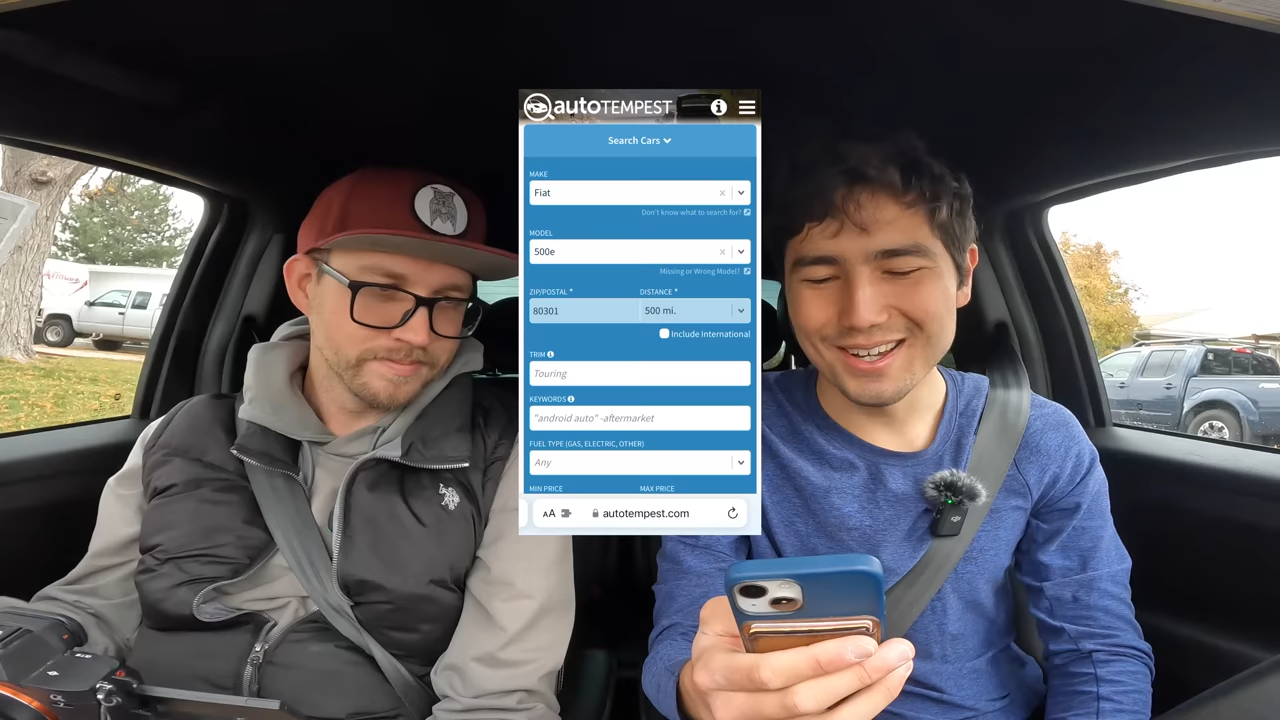 autoTEMPEST
Search Cars
MAKE
Fiat
Don't know what to search for?
MODEL
500e
Missing or Wrong Model?
ZIP/POSTAL *
DISTANCE *
80301
500 mi.
Include International
TRIM
Touring
KEYWORDS
"android auto" -aftermarket
FUEL TYPE (GAS, ELECTRIC, OTHER)
Any
MIN PRICE
MAX PRICE
AA
autotempest.com